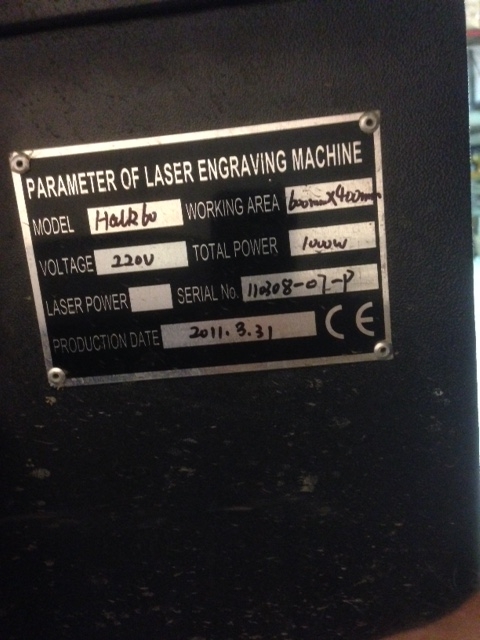 PARAMETER OF LASER ENGRAVING MACHINE
MODEL Halk60 WORKING AREA 600mmX400mm
VOLTAGE 220V TOTAL POWER 1000W
LASER POWER SERIAL No. 110308-07-P
PRODUCTION DATE 2011.3.31 CE